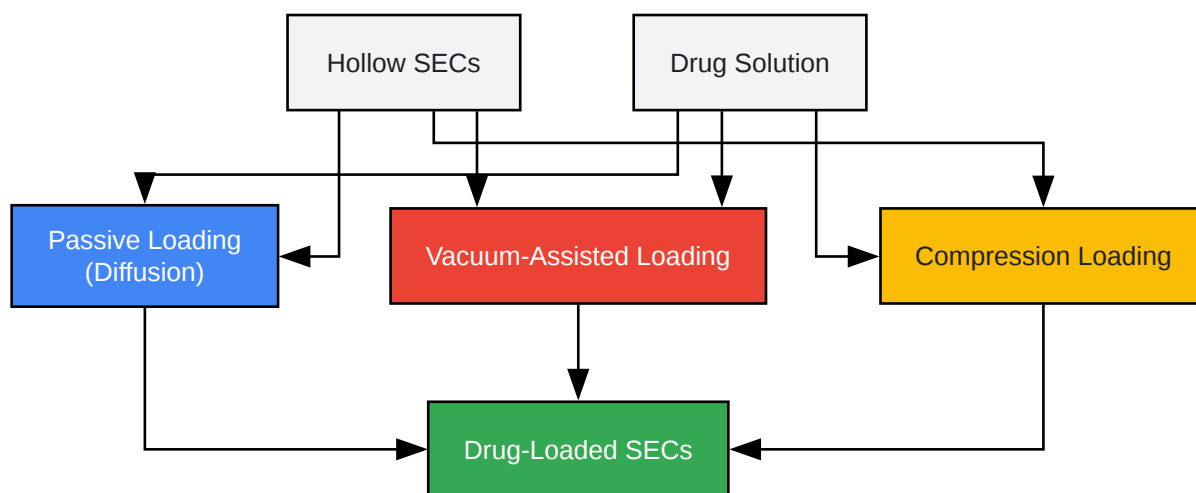 Hollow SECs
Drug Solution
Passive Loading
(Diffusion)
Vacuum-Assisted Loading
Compression Loading
Drug-Loaded SECs